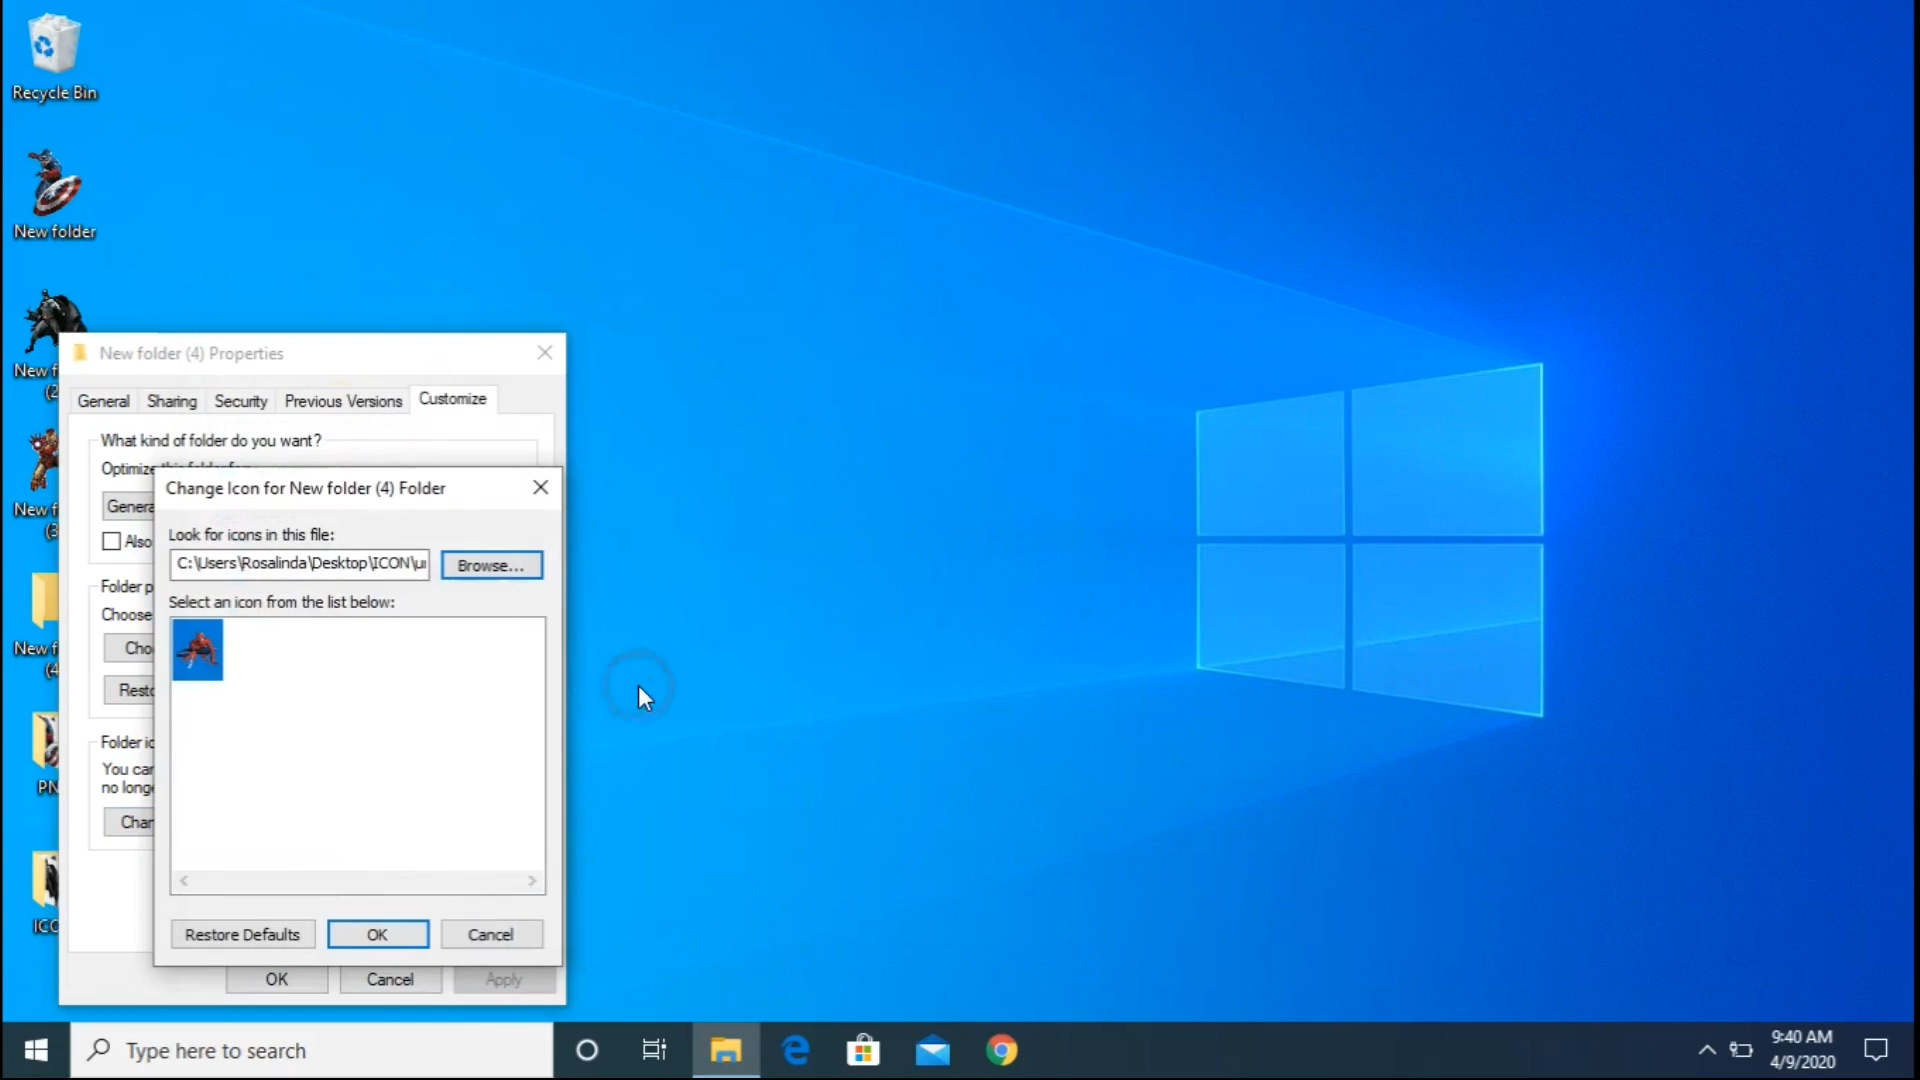 Recycle Bin
New folder
New f
New f
New f
PN
ICO
New folder (4) Properties
General
Sharing
Security
Previous Versions
Customize
What kind of folder do you want?
Optimize this folder for
Genera
Also
Folder p
Choose
Cho
Resto
Folder ic
You car
no longe
Char
OK
Cancel
Apply
Change Icon for New folder (4) Folder
Look for icons in this file:
C:\Users\Rosalinda\Desktop\ICON\
Browse...
Select an icon from the list below:
Restore Defaults
OK
Cancel
Type here to search
9:40 AM
4/9/2020